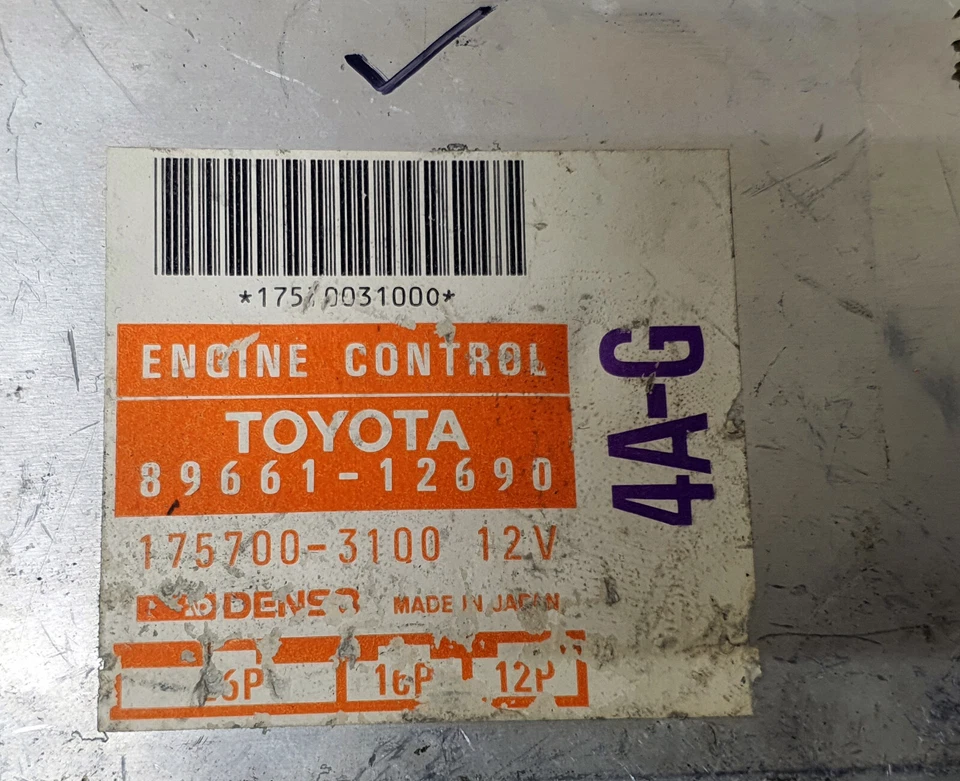 *175700031000*
ENGINE CONTROL
TOYOTA
89661-12690
175700-3100 12V
MADE IN JAPAN
16P 12P
4A-G